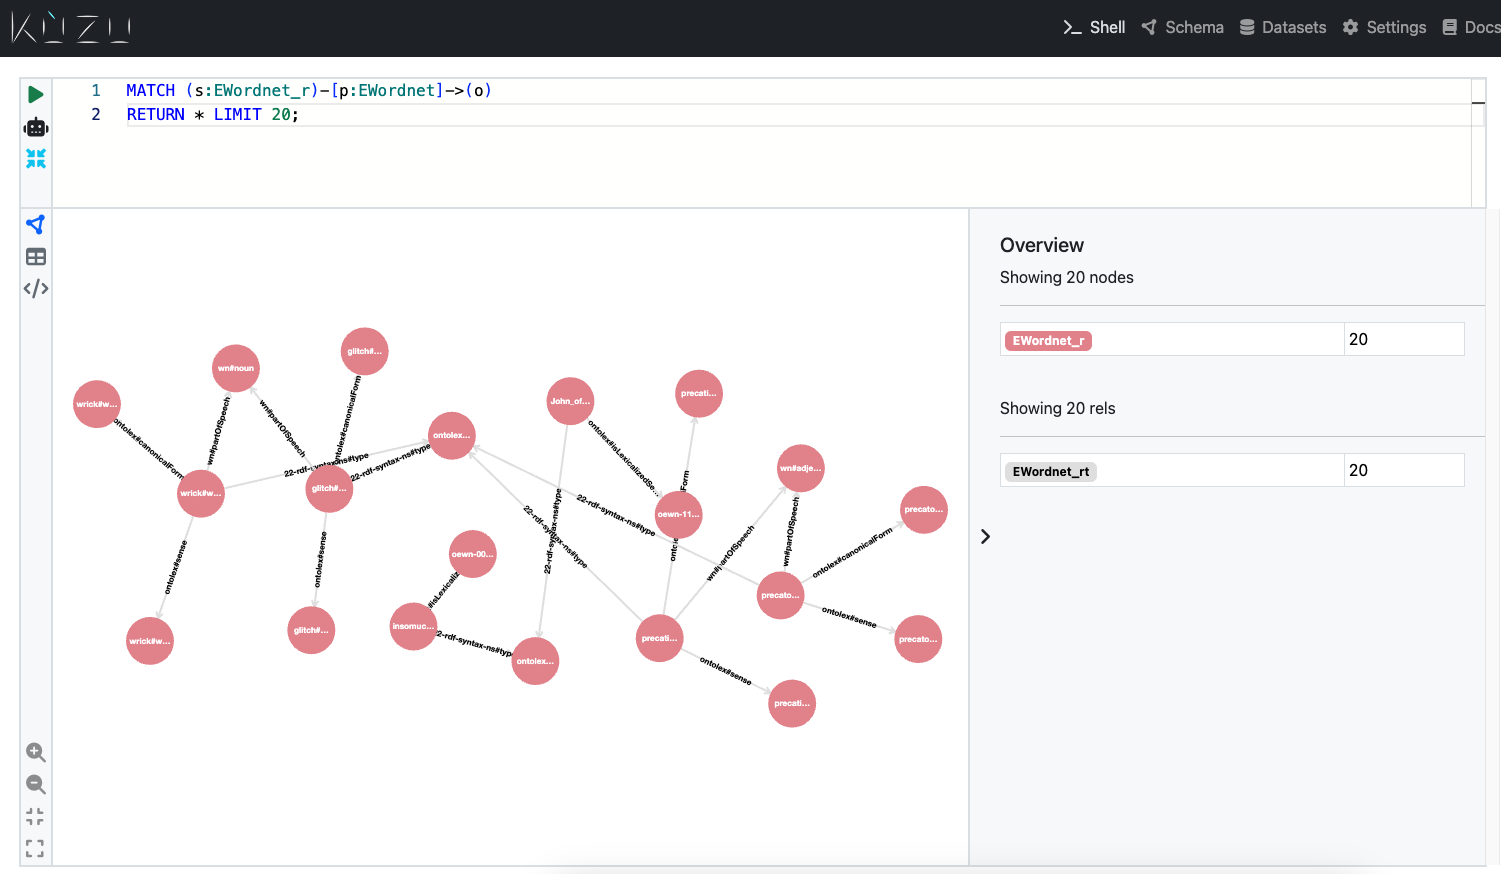 KÙZU
Shell
Schema
Datasets
Settings
Docs
1 MATCH (s:EWordnet_r)-[p:EWordnet]->(o)
2 RETURN * LIMIT 20;
Overview
Showing 20 nodes
EWordnet_r 20
Showing 20 rels
EWordnet_rt 20
glitch#...
wn#noun
wrick#w...
precati...
John_of...
ontolex...
wn#adje...
glitch#...
wrick#w...
precato...
oewn-11...
oewn-00...
precato...
insomuc...
glitch#...
precati...
precato...
wrick#w...
ontolex...
precati...
ontolex#canonicalForm
wn#partOfSpeech
wn#partOfSpeech
ontolex#canonicalForm
22-rdf-syntax-ns#type
22-rdf-syntax-ns#type
ontolex#isLexicalizedSe...
22-rdf-syntax-ns#type
22-rdf-syntax-ns#type
22-rdf-syntax-ns#type
wn#partOfSpeech
wn#partOfSpeech
ontolex#canonicalForm
ontolex#sense
ontolex#sense
ontolex#sense
ontolex#sense
#isLexicaliz
22-rdf-syntax-ns#typ
Form